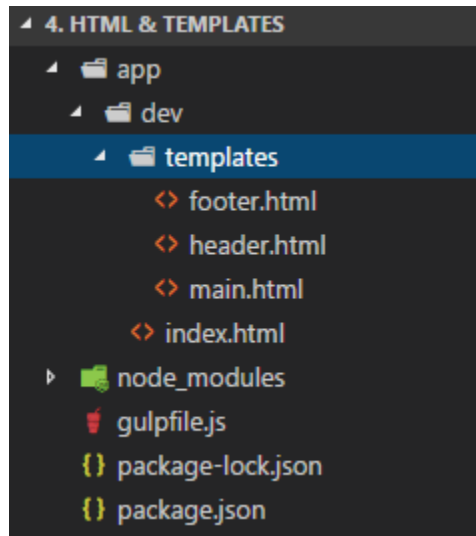 4. HTML & TEMPLATES
app
dev
templates
footer.html
header.html
main.html
index.html
node_modules
gulpfile.js
package-lock.json
package.json